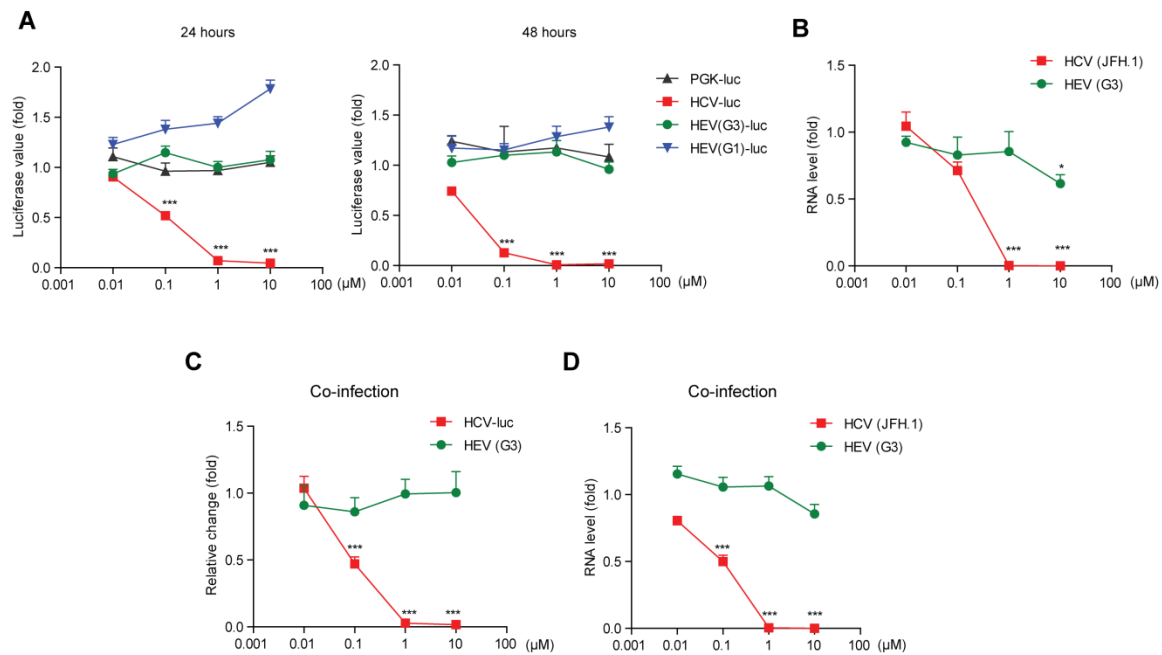 A
24 hours
Luciferase value (fold)
2.0
1.5
1.0
0.5
0.0
***
***
***
0.001
0.01
0.1
1
10
100
(µM)
48 hours
Luciferase value (fold)
2.0
1.5
1.0
0.5
0.0
***
***
***
0.001
0.01
0.1
1
10
100
(µM)
PGK-luc
HCV-luc
HEV(G3)-luc
HEV(G1)-luc
B
HCV (JFH.1)
HEV (G3)
RNA level (fold)
1.5
1.0
0.5
0.0
*
***
***
0.001
0.01
0.1
1
10
100
(µM)
C
Co-infection
HCV-luc
HEV (G3)
Relative change (fold)
1.5
1.0
0.5
0.0
***
***
***
0.001
0.01
0.1
1
10
100
(µM)
D
Co-infection
HCV (JFH.1)
HEV (G3)
RNA level (fold)
1.5
1.0
0.5
0.0
***
***
***
0.001
0.01
0.1
1
10
100
(µM)